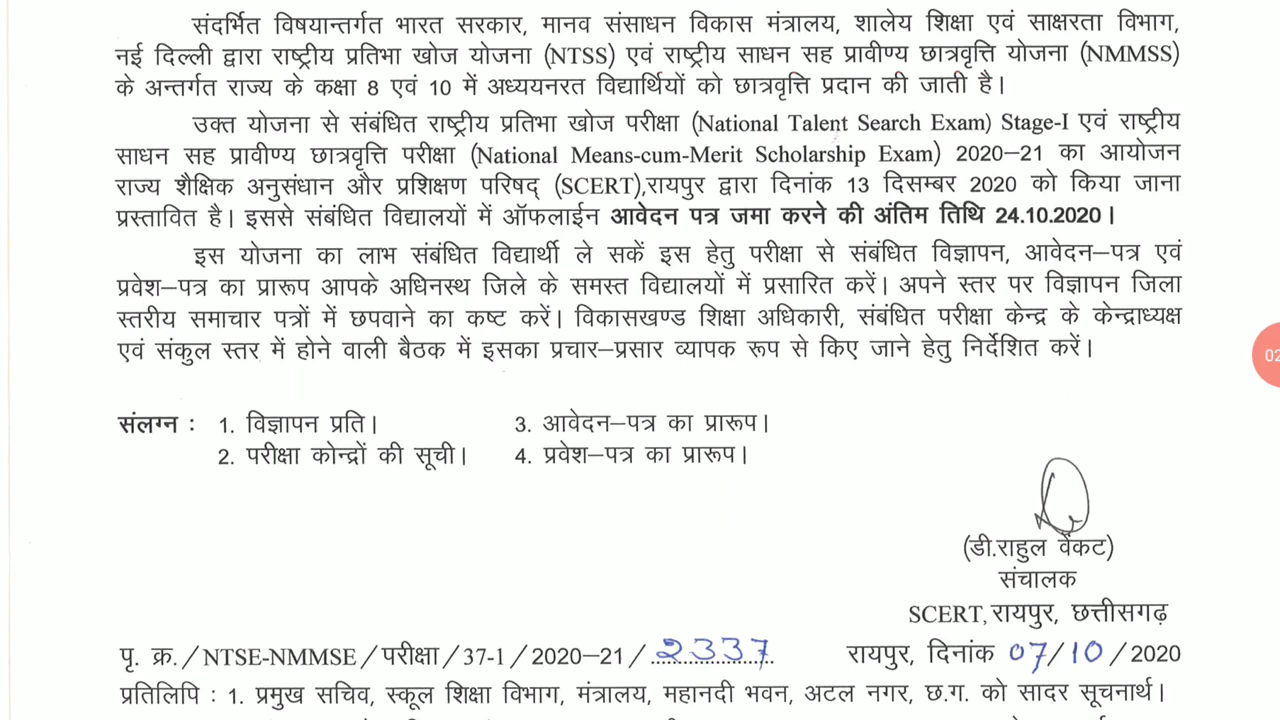 संदर्भित विषयान्तर्गत भारत सरकार, मानव संसाधन विकास मंत्रालय, शालेय शिक्षा एवं साक्षरता विभाग,
नई दिल्ली द्वारा राष्ट्रीय प्रतिभा खोज योजना (NTSS) एवं राष्ट्रीय साधन सह प्रावीण्य छात्रवृत्ति योजना (NMMSS)
के अन्तर्गत राज्य के कक्षा 8 एवं 10 में अध्ययनरत विद्यार्थियों को छात्रवृत्ति प्रदान की जाती है।
उक्त योजना से संबंधित राष्ट्रीय प्रतिभा खोज परीक्षा (National Talent Search Exam) Stage-I एवं राष्ट्रीय
साधन सह प्रावीण्य छात्रवृत्ति परीक्षा (National Means-cum-Merit Scholarship Exam) 2020–21 का आयोजन
राज्य शैक्षिक अनुसंधान और प्रशिक्षण परिषद् (SCERT),रायपुर द्वारा दिनांक 13 दिसम्बर 2020 को किया जाना
प्रस्तावित है। इससे संबंधित विद्यालयों में ऑफलाईन आवेदन पत्र जमा करने की अंतिम तिथि 24.10.2020।
इस योजना का लाभ संबंधित विद्यार्थी ले सकें इस हेतु परीक्षा से संबंधित विज्ञापन, आवेदन–पत्र एवं
प्रवेश–पत्र का प्रारूप आपके अधिनस्थ जिले के समस्त विद्यालयों में प्रसारित करें। अपने स्तर पर विज्ञापन जिला
स्तरीय समाचार पत्रों में छपवाने का कष्ट करें। विकासखण्ड शिक्षा अधिकारी, संबंधित परीक्षा केन्द्र के केन्द्राध्यक्ष
एवं संकुल स्तर में होने वाली बैठक में इसका प्रचार–प्रसार व्यापक रूप से किए जाने हेतु निर्देशित करें।
संलग्न : 1. विज्ञापन प्रति। 3. आवेदन–पत्र का प्रारूप।
2. परीक्षा कोन्द्रों की सूची। 4. प्रवेश–पत्र का प्रारूप।
(डी.राहुल वेंकट)
संचालक
SCERT, रायपुर, छत्तीसगढ़
पृ. क्र./NTSE-NMMSE/परीक्षा/37-1/2020–21/2337 रायपुर, दिनांक 07/10/2020
प्रतिलिपि : 1. प्रमुख सचिव, स्कूल शिक्षा विभाग, मंत्रालय, महानदी भवन, अटल नगर, छ.ग. को सादर सूचनार्थ।
02